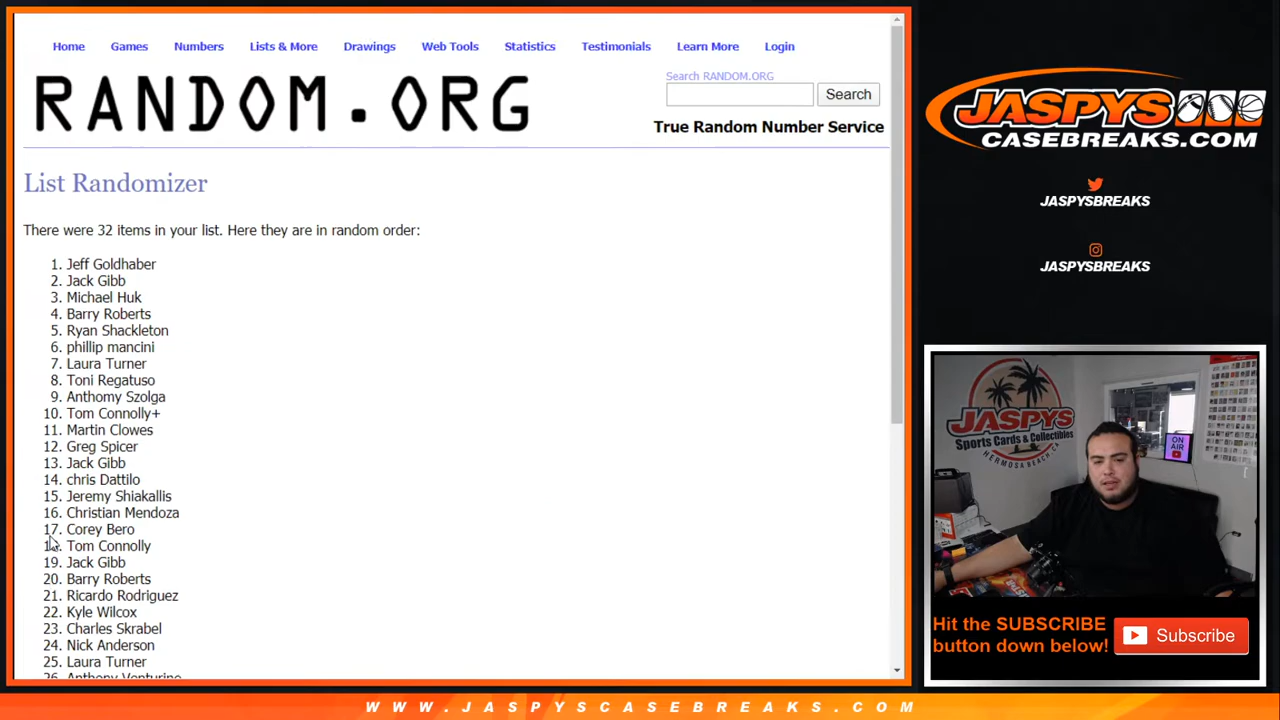 Home Games Numbers Lists & More Drawings Web Tools Statistics Testimonials Learn More Login
RANDOM.ORG
Search RANDOM.ORG
Search
True Random Number Service
List Randomizer
There were 32 items in your list. Here they are in random order:
1. Jeff Goldhaber
2. Jack Gibb
3. Michael Huk
4. Barry Roberts
5. Ryan Shackleton
6. phillip mancini
7. Laura Turner
8. Toni Regatuso
9. Anthomy Szolga
10. Tom Connolly+
11. Martin Clowes
12. Greg Spicer
13. Jack Gibb
14. chris Dattilo
15. Jeremy Shiakallis
16. Christian Mendoza
17. Corey Bero
Tom Connolly
19. Jack Gibb
20. Barry Roberts
21. Ricardo Rodriguez
22. Kyle Wilcox
23. Charles Skrabel
24. Nick Anderson
25. Laura Turner
26. Anthony Venturino
JASPYS
CASEBREAKS.COM
JASPYSBREAKS
JASPYSBREAKS
JASPYS
Sports Cards & Collectibles
HERMOSA BEACH, CA
ON
AIR
Hit the SUBSCRIBE
button down below!
Subscribe
WWW.JASPYSCASEBREAKS.COM